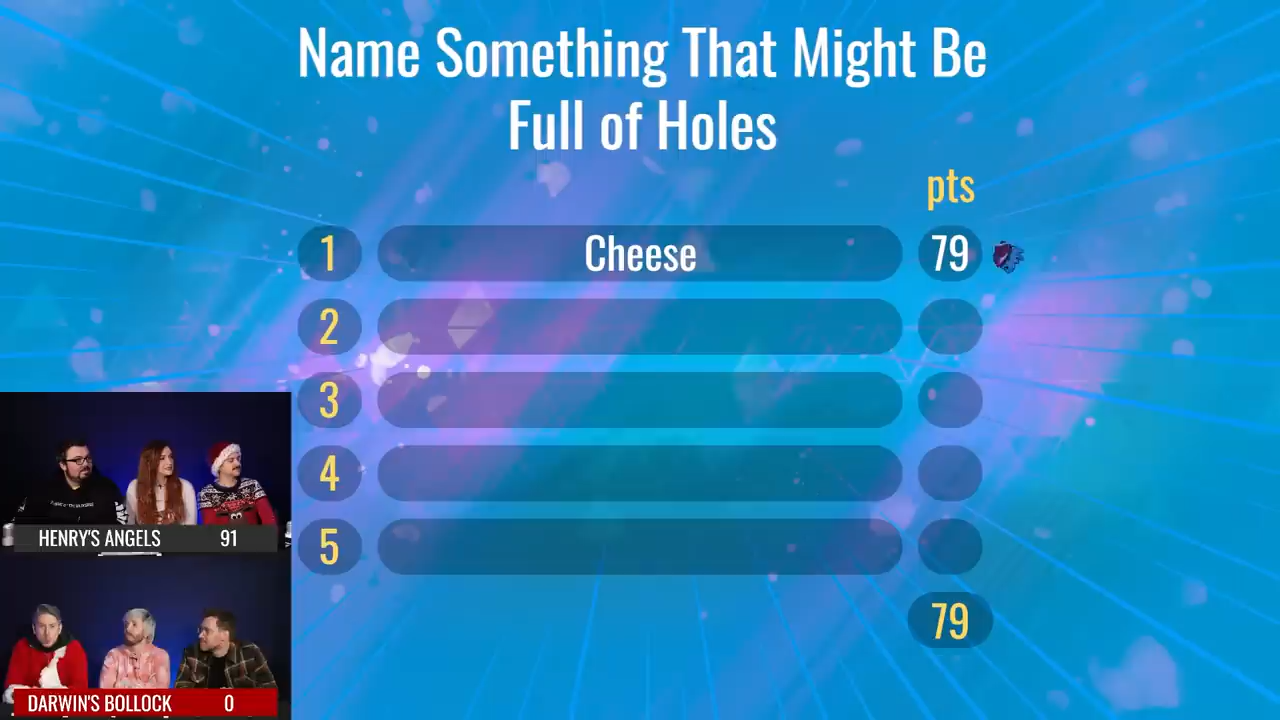 Name Something That Might Be
Full of Holes
pts
1 Cheese 79
2
3
4
5
79
HENRY'S ANGELS 91
DARWIN'S BOLLOCK 0